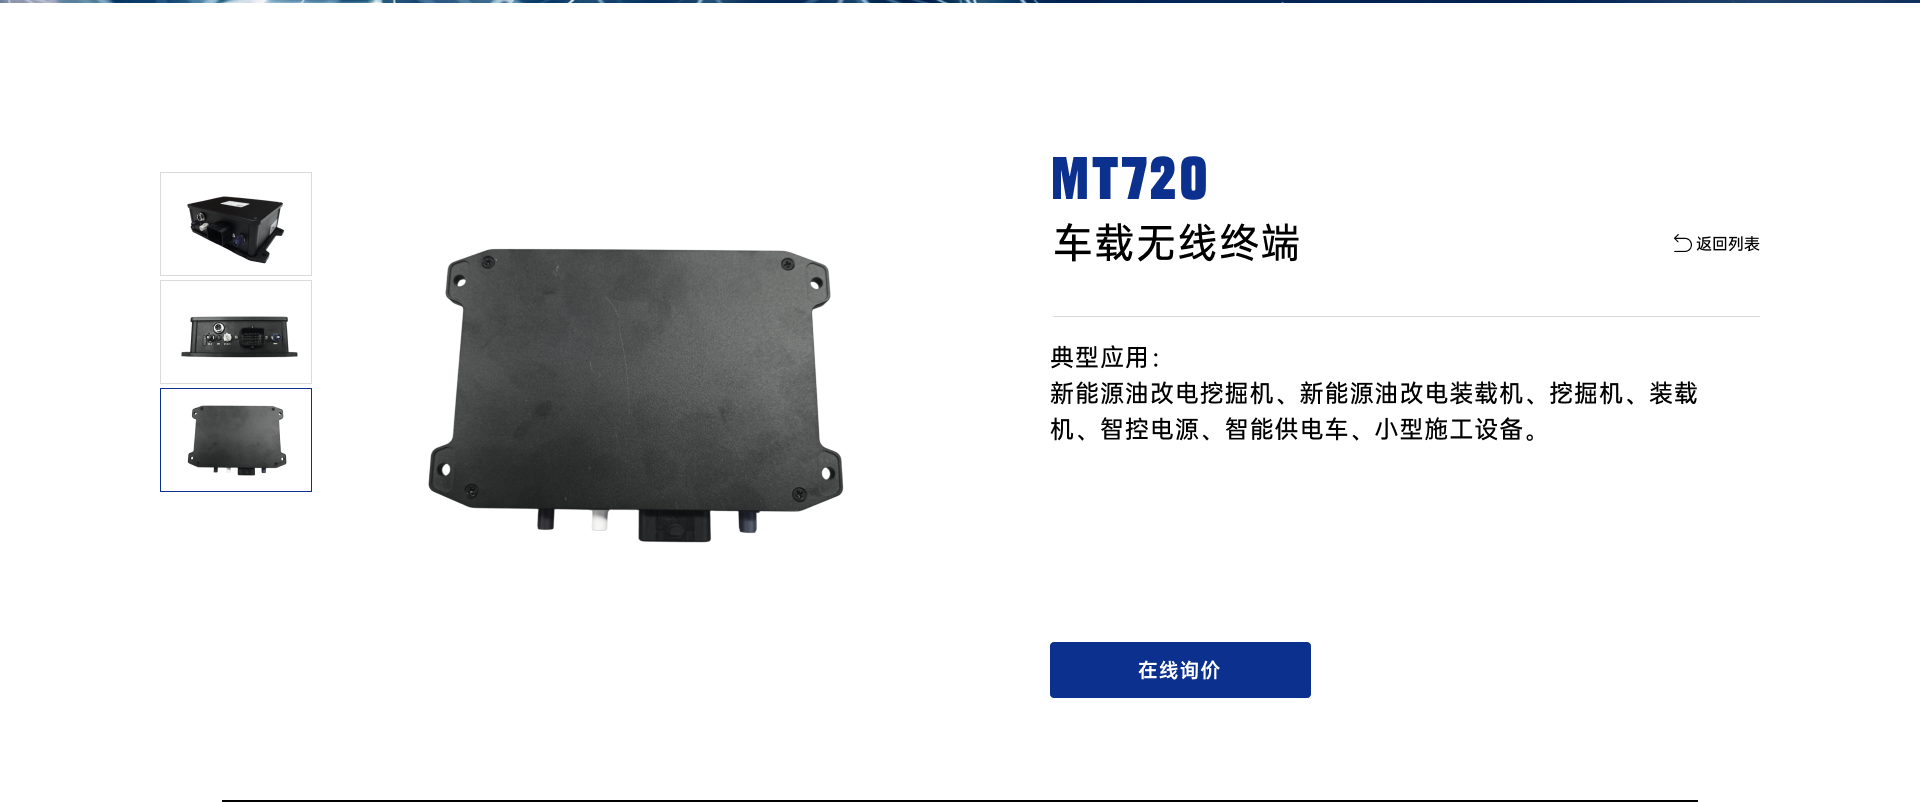 MT720
车载无线终端
返回列表
典型应用：
新能源油改电挖掘机、新能源油改电装载机、挖掘机、装载
机、智控电源、智能供电车、小型施工设备。
在线询价